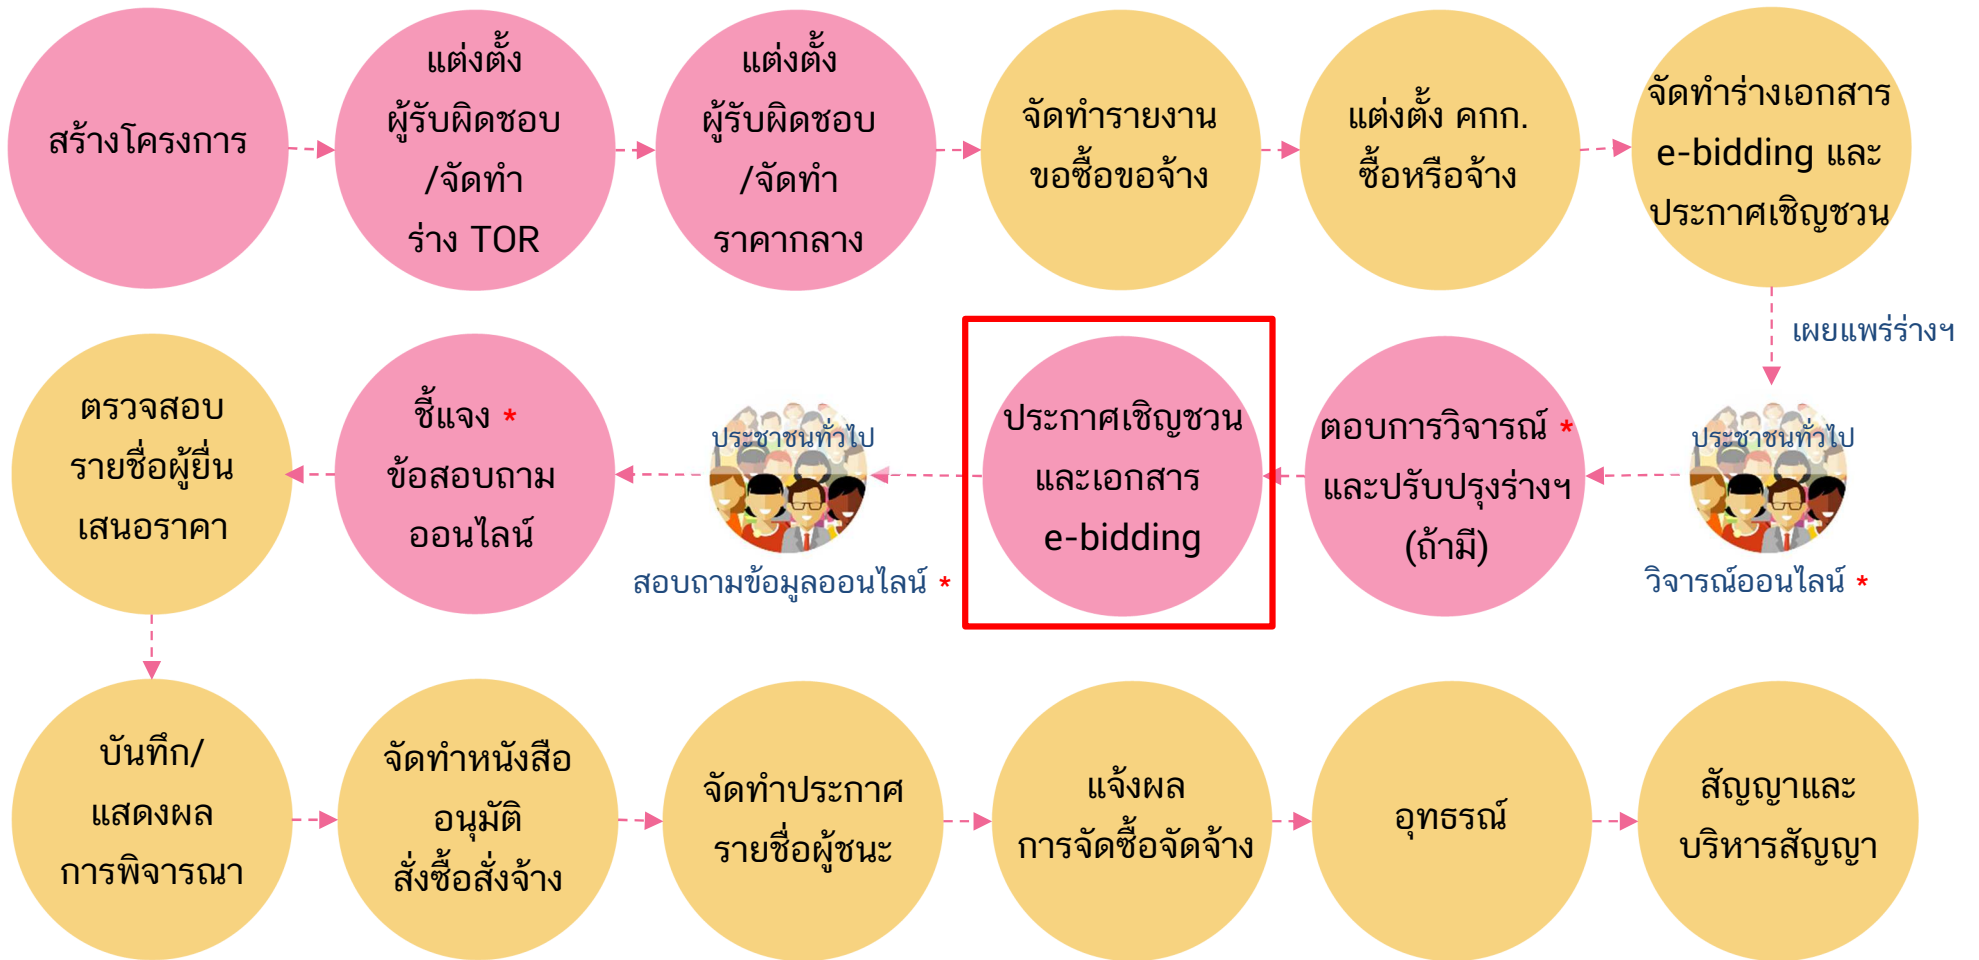 สร้างโครงการ
แต่งตั้ง
ผู้รับผิดชอบ
/จัดทำ
ร่าง TOR
แต่งตั้ง
ผู้รับผิดชอบ
/จัดทำ
ราคากลาง
จัดทำรายงาน
ขอซื้อขอจ้าง
แต่งตั้ง คกก.
ซื้อหรือจ้าง
จัดทำร่างเอกสาร
e-bidding และ
ประกาศเชิญชวน
เผยแพร่ร่างฯ
ประชาชนทั่วไป
วิจารณ์ออนไลน์ *
ตอบการวิจารณ์ *
และปรับปรุงร่างฯ
(ถ้ามี)
ประกาศเชิญชวน
และเอกสาร
e-bidding
ประชาชนทั่วไป
สอบถามข้อมูลออนไลน์ *
ชี้แจง *
ข้อสอบถาม
ออนไลน์
ตรวจสอบ
รายชื่อผู้ยื่น
เสนอราคา
บันทึก/
แสดงผล
การพิจารณา
จัดทำหนังสือ
อนุมัติ
สั่งซื้อสั่งจ้าง
จัดทำประกาศ
รายชื่อผู้ชนะ
แจ้งผล
การจัดซื้อจัดจ้าง
อุทธรณ์
สัญญาและ
บริหารสัญญา